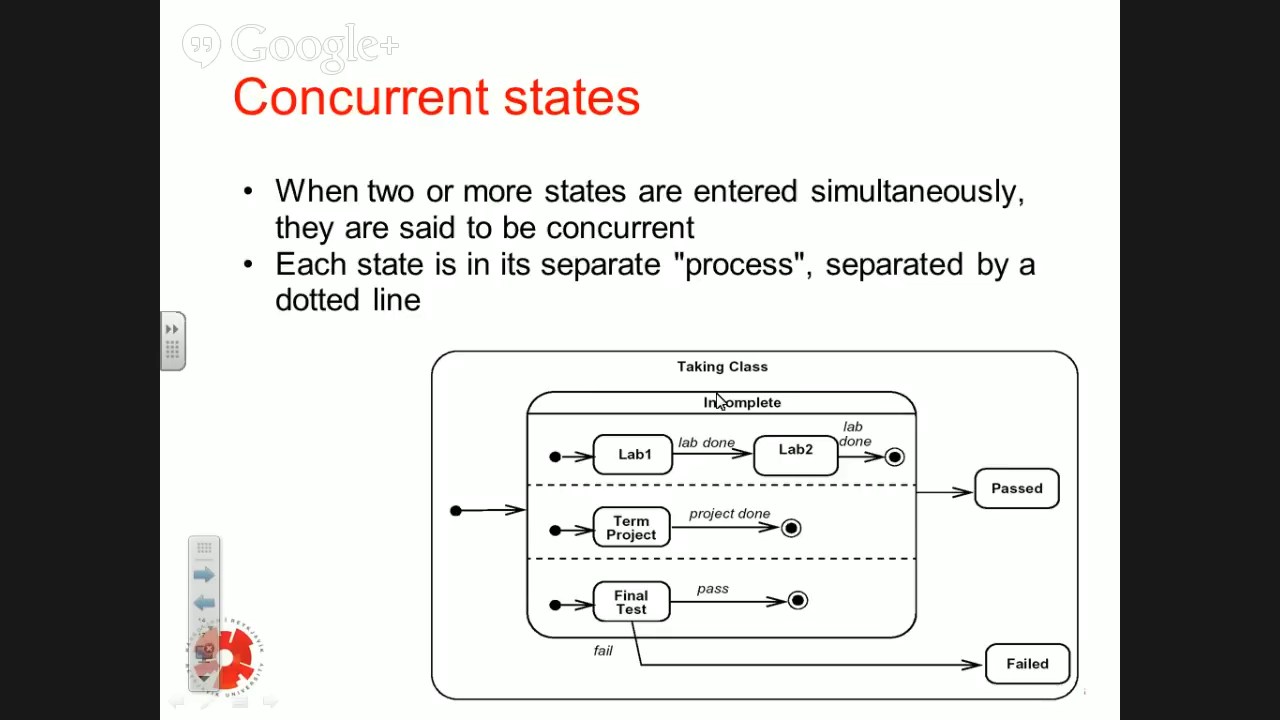 Google+
Concurrent states
• When two or more states are entered simultaneously,
they are said to be concurrent
• Each state is in its separate "process", separated by a
dotted line
Taking Class
Incomplete
lab
done
Lab1
lab done
Lab2
Passed
Term
Project
project done
Final
Test
pass
fail
Failed